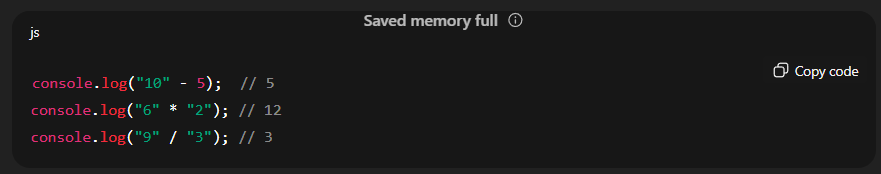 Saved memory full
js
Copy code
console.log("10" - 5);  // 5
console.log("6" * "2"); // 12
console.log("9" / "3"); // 3